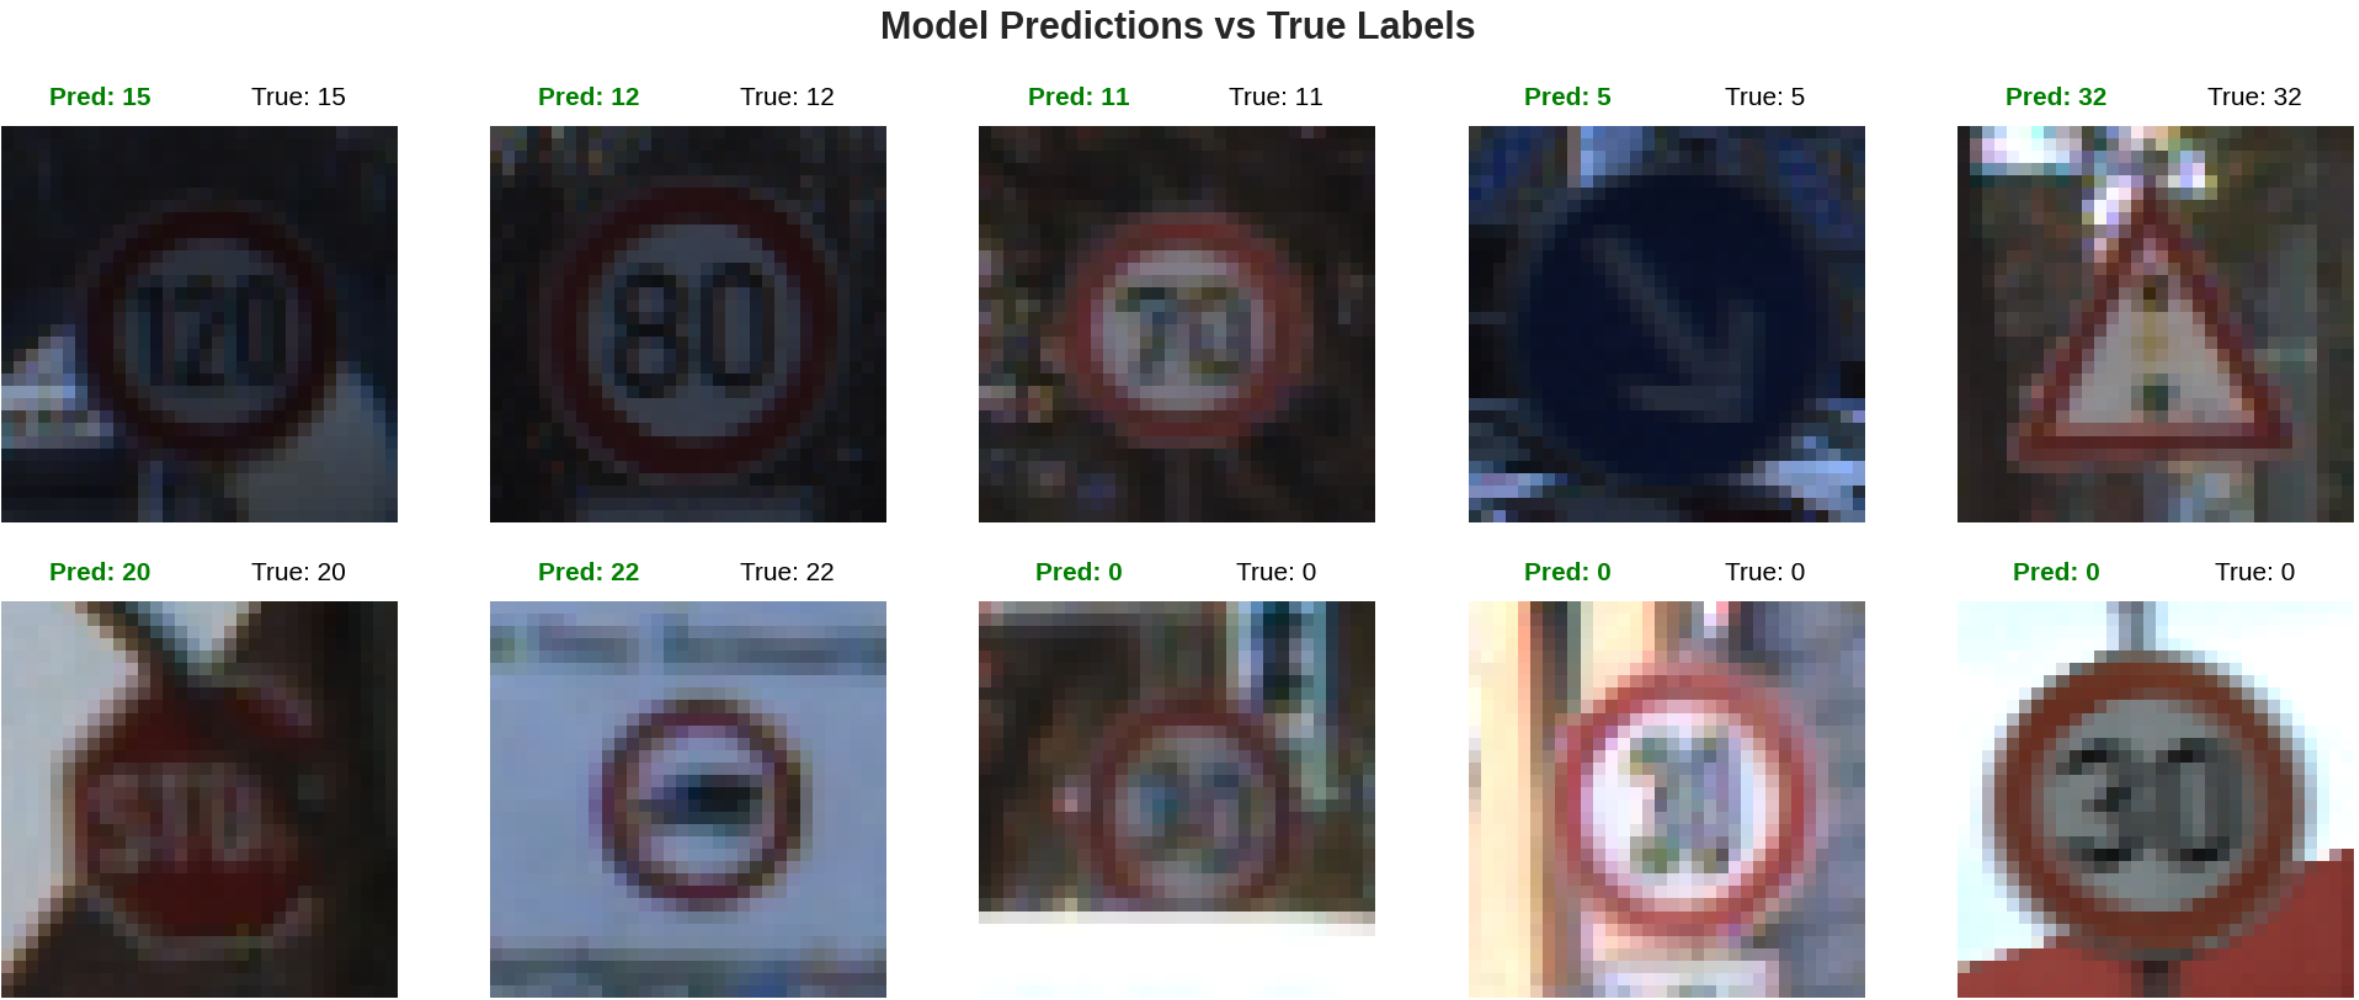 Model Predictions vs True Labels
Pred: 15 True: 15 Pred: 12 True: 12 Pred: 11 True: 11 Pred: 5 True: 5 Pred: 32 True: 32
120 80 70
Pred: 20 True: 20 Pred: 22 True: 22 Pred: 0 True: 0 Pred: 0 True: 0 Pred: 0 True: 0
STOP 30 30